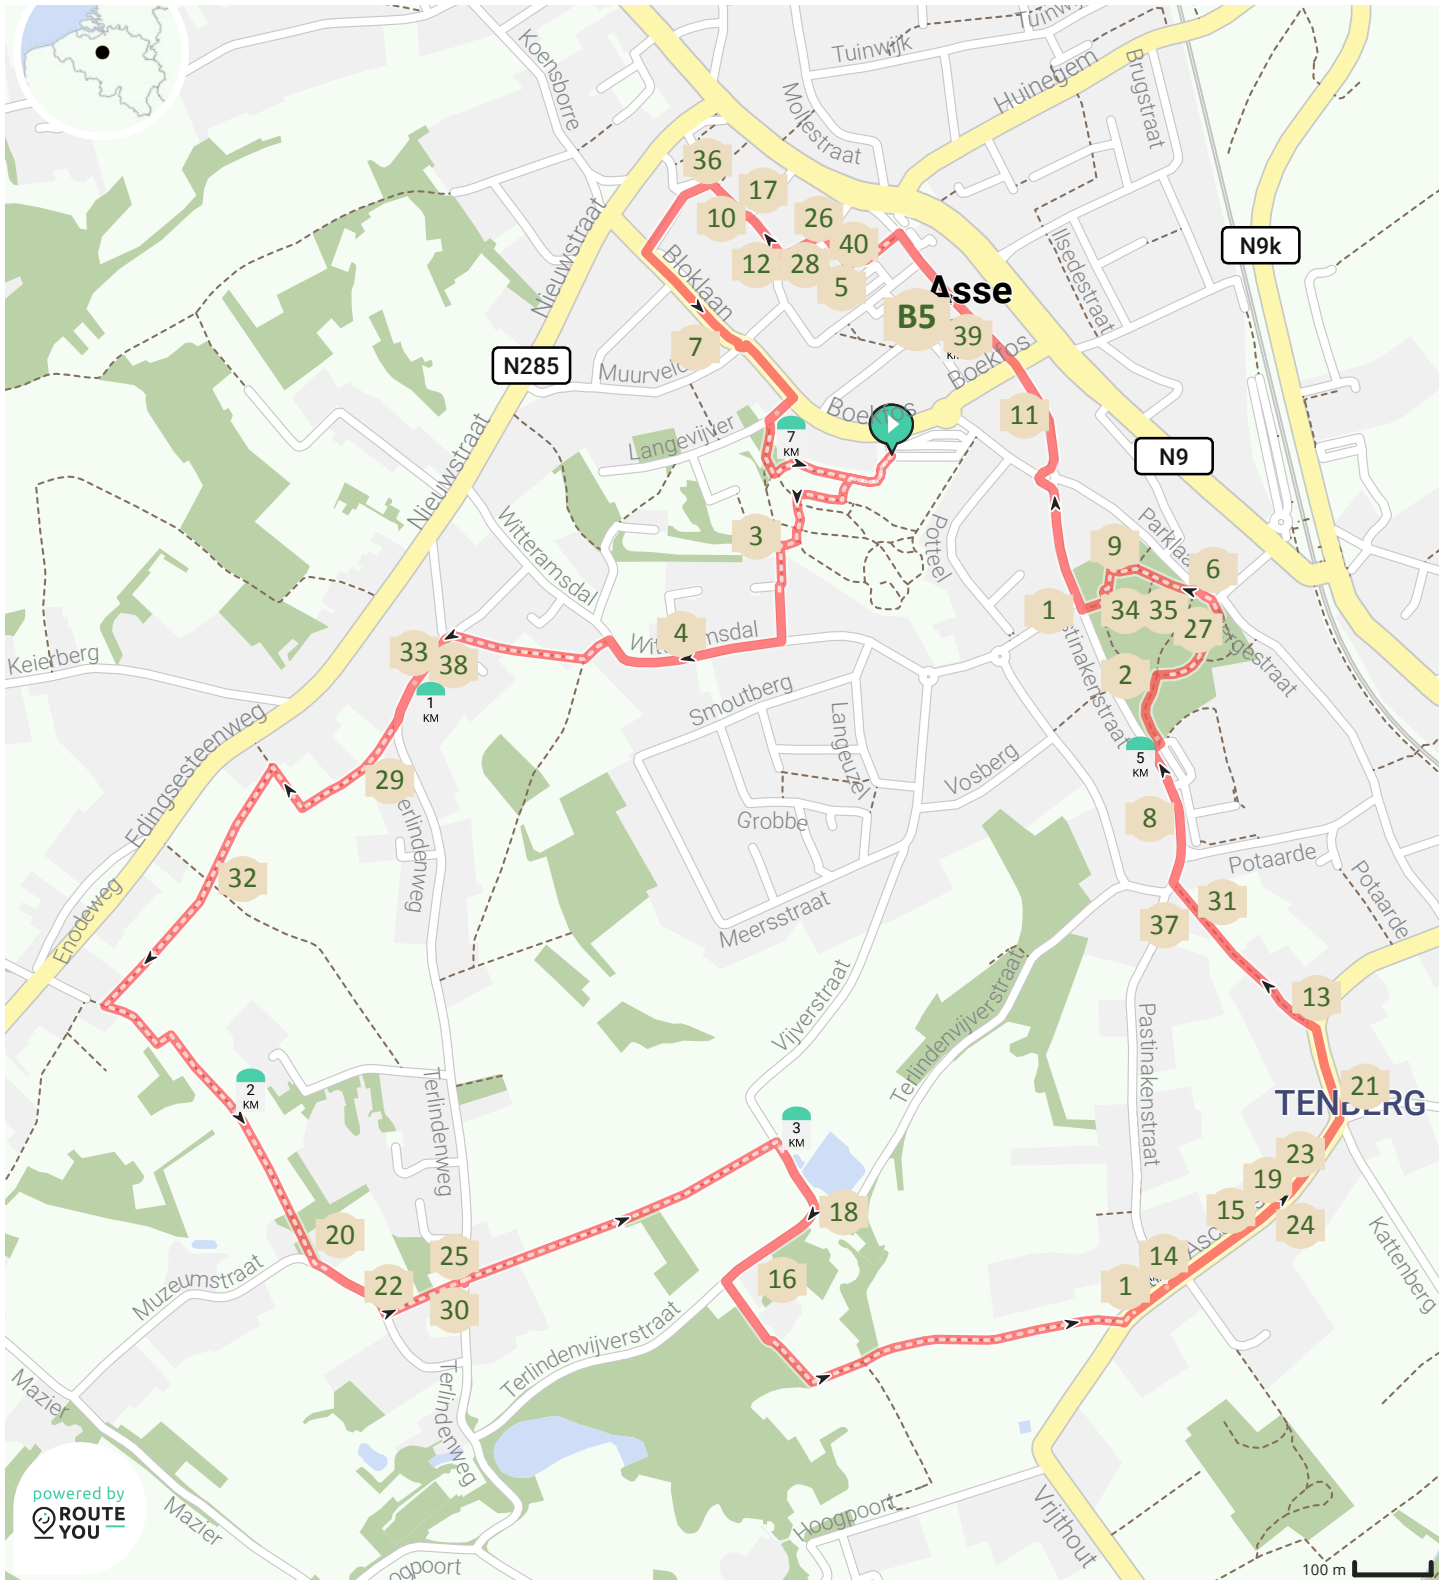 Koensborre
Tuinwijk
Tuinwijk
Huinegem
Brugstraat
Mollestraat
36
17
10
26
40
12
28
5
Ilsedestraat
N9k
Nieuwstraat
Bloklaan
Asse
B5
39
7
N285
Muurveld
Boekfos
Boekfos
11
Langevijver
7
KM
N9
Nieuwstraat
Witteramsdal
3
Potteel
Parklaan
9
6
1
34
35
27
4
33
38
Keierberg
1
KM
2
Smoutberg
Langeuzel
Vosberg
5
KM
Edingsesteenweg
29
Terlindenweg
Grobbe
8
Potaarde
Potaarde
32
Enodeweg
Meersstraat
31
37
Vijverstraat
Terlindenvijverstraat
Pastinakenstraat
13
2
KM
Terlindenweg
3
KM
21
TENBERG
23
19
15
24
18
20
25
22
30
16
14
1
Muzeumstraat
Kattenberg
Terlindenvijverstraat
Terlindenweg
Mazier
Mazier
Hoogpoort
Vrijthout
powered by
ROUTE
YOU
100 m